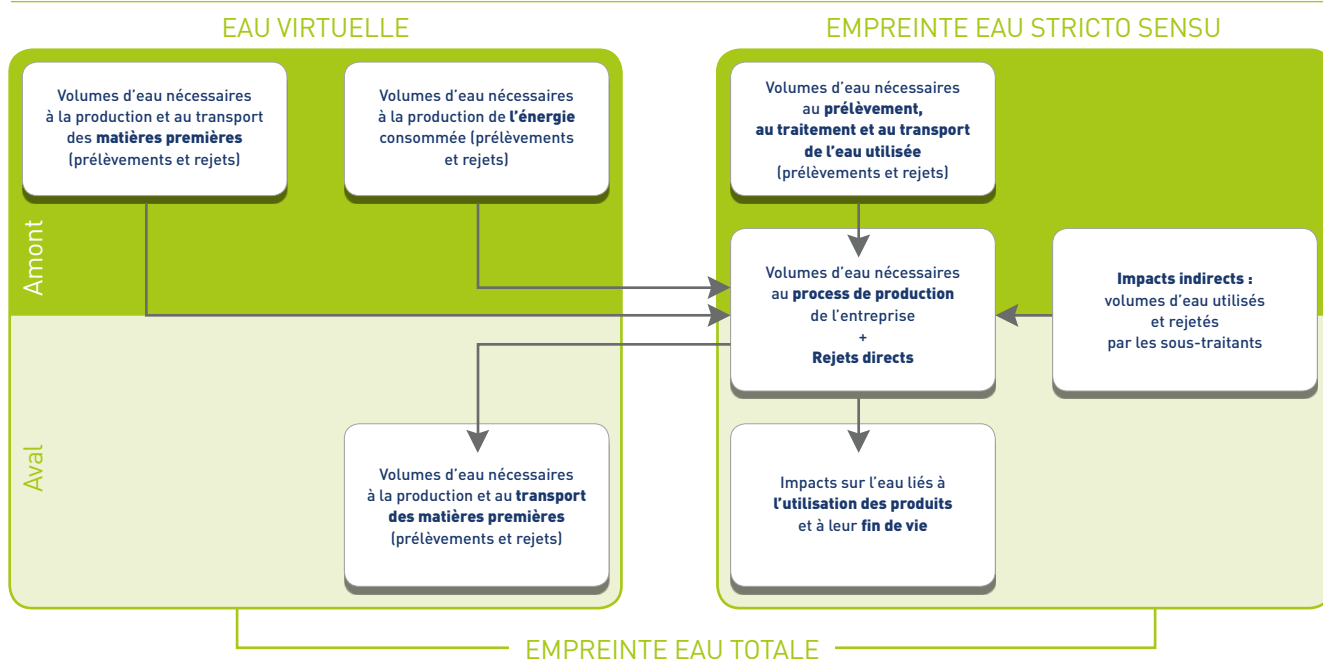 EAU VIRTUELLE
EMPREINTE EAU STRICTO SENSU
Amont
Volumes d'eau nécessaires
à la production et au transport
des matières premières
(prélèvements et rejets)
Volumes d'eau nécessaires
à la production de l'énergie
consommée (prélèvements
et rejets)
Volumes d'eau nécessaires
au prélèvement,
au traitement et au transport
de l'eau utilisée
(prélèvements et rejets)
Volumes d'eau nécessaires
au process de production
de l'entreprise
+
Rejets directs
Impacts indirects :
volumes d'eau utilisés
et rejetés
par les sous-traitants
Aval
Volumes d'eau nécessaires
à la production et au transport
des matières premières
(prélèvements et rejets)
Impacts sur l'eau liés à
l'utilisation des produits
et à leur fin de vie
EMPREINTE EAU TOTALE